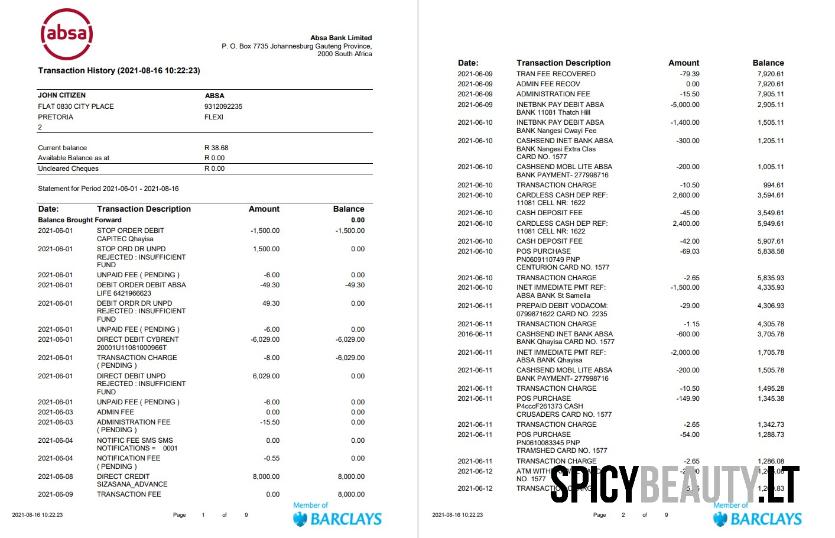 absa
Absa Bank Limited
P. O. Box 7735 Johannesburg Gauteng Province,
2000 South Africa
Transaction History (2021-08-16 10:22:23)
JOHN CITIZEN ABSA
FLAT 0830 CITY PLACE 9312092235
PRETORIA FLEXI
2
Current balance R 38.68
Available Balance as at R 0.00
Uncleared Cheques R 0.00
Statement for Period 2021-06-01 - 2021-08-16
Date: Transaction Description Amount Balance
Balance Brought Forward 0.00
2021-06-01 STOP ORDER DEBIT -1,500.00 -1,500.00
CAPITEC Qhayisa
2021-06-01 STOP ORD DR UNPD 1,500.00 0.00
REJECTED : INSUFFICIENT
FUND
2021-06-01 UNPAID FEE ( PENDING ) -6.00 0.00
2021-06-01 DEBIT ORDER DEBIT ABSA -49.30 -49.30
LIFE 6421966623
2021-06-01 DEBIT ORDR DR UNPD 49.30 0.00
REJECTED : INSUFFICIENT
FUND
2021-06-01 UNPAID FEE ( PENDING ) -6.00 0.00
2021-06-01 DIRECT DEBIT CYBRENT -6,029.00 -6,029.00
20001U11081000966T
2021-06-01 TRANSACTION CHARGE -8.00 -6,029.00
( PENDING )
2021-06-01 DIRECT DEBIT UNPD 6,029.00 0.00
REJECTED : INSUFFICIENT
FUND
2021-06-01 UNPAID FEE ( PENDING ) -6.00 0.00
2021-06-03 ADMIN FEE 0.00 0.00
2021-06-03 ADMINISTRATION FEE -15.50 0.00
( PENDING )
2021-06-04 NOTIFIC FEE SMS SMS 0.00 0.00
NOTIFICATIONS = 0001
2021-06-04 NOTIFICATION FEE -0.55 0.00
( PENDING )
2021-06-08 DIRECT CREDIT 8,000.00 8,000.00
SIZASANA_ADVANCE
2021-06-09 TRANSACTION FEE 0.00 8,000.00
2021-08-16 10:22:23 Page 1 of 9
Member of
BARCLAYS
Date: Transaction Description Amount Balance
2021-06-09 TRAN FEE RECOVERED -79.39 7,920.61
2021-06-09 ADMIN FEE RECOV 0.00 7,920.61
2021-06-09 ADMINISTRATION FEE -15.50 7,905.11
2021-06-09 INETBNK PAY DEBIT ABSA -5,000.00 2,905.11
BANK 11081 Thatch Hill
2021-06-10 INETBNK PAY DEBIT ABSA -1,400.00 1,505.11
BANK Nangesi Cwayi Fee
2021-06-10 CASHSEND INET BANK ABSA -300.00 1,205.11
BANK Nangesi Extra Clas
CARD NO. 1577
2021-06-10 CASHSEND MOBL LITE ABSA -200.00 1,005.11
BANK PAYMENT- 277998716
2021-06-10 TRANSACTION CHARGE -10.50 994.61
2021-06-10 CARDLESS CASH DEP REF: 2,600.00 3,594.61
11081 CELL NR: 1622
2021-06-10 CASH DEPOSIT FEE -45.00 3,549.61
2021-06-10 CARDLESS CASH DEP REF: 2,400.00 5,949.61
11081 CELL NR: 1622
2021-06-10 CASH DEPOSIT FEE -42.00 5,907.61
2021-06-10 POS PURCHASE -69.03 5,838.58
PN0609110749 PNP
CENTURION CARD NO. 1577
2021-06-10 TRANSACTION CHARGE -2.65 5,835.93
2021-06-10 INET IMMEDIATE PMT REF: -1,500.00 4,335.93
ABSA BANK St Samella
2021-06-11 PREPAID DEBIT VODACOM: -29.00 4,306.93
0799871622 CARD NO. 2235
2021-06-11 TRANSACTION CHARGE -1.15 4,305.78
2016-06-11 CASHSEND INET BANK ABSA -600.00 3,705.78
BANK Qhayisa CARD NO. 1577
2021-06-11 INET IMMEDIATE PMT REF: -2,000.00 1,705.78
ABSA BANK Qhayisa
2021-06-11 CASHSEND MOBL LITE ABSA -200.00 1,505.78
BANK PAYMENT- 277998716
2021-06-11 TRANSACTION CHARGE -10.50 1,495.28
2021-06-11 POS PURCHASE -149.90 1,345.38
P4cccF261373 CASH
CRUSADERS CARD NO. 1577
2021-06-11 TRANSACTION CHARGE -2.65 1,342.73
2021-06-11 POS PURCHASE -54.00 1,288.73
PN0610083345 PNP
TRAMSHED CARD NO. 1577
2021-06-11 TRANSACTION CHARGE -2.65 1,286.08
2021-06-12 ATM
NO. 1577
2021-06-12
SPICYBEAUTY.LT
2021-08-16 10:22:23 Page 2 of 9
Member of
BARCLAYS